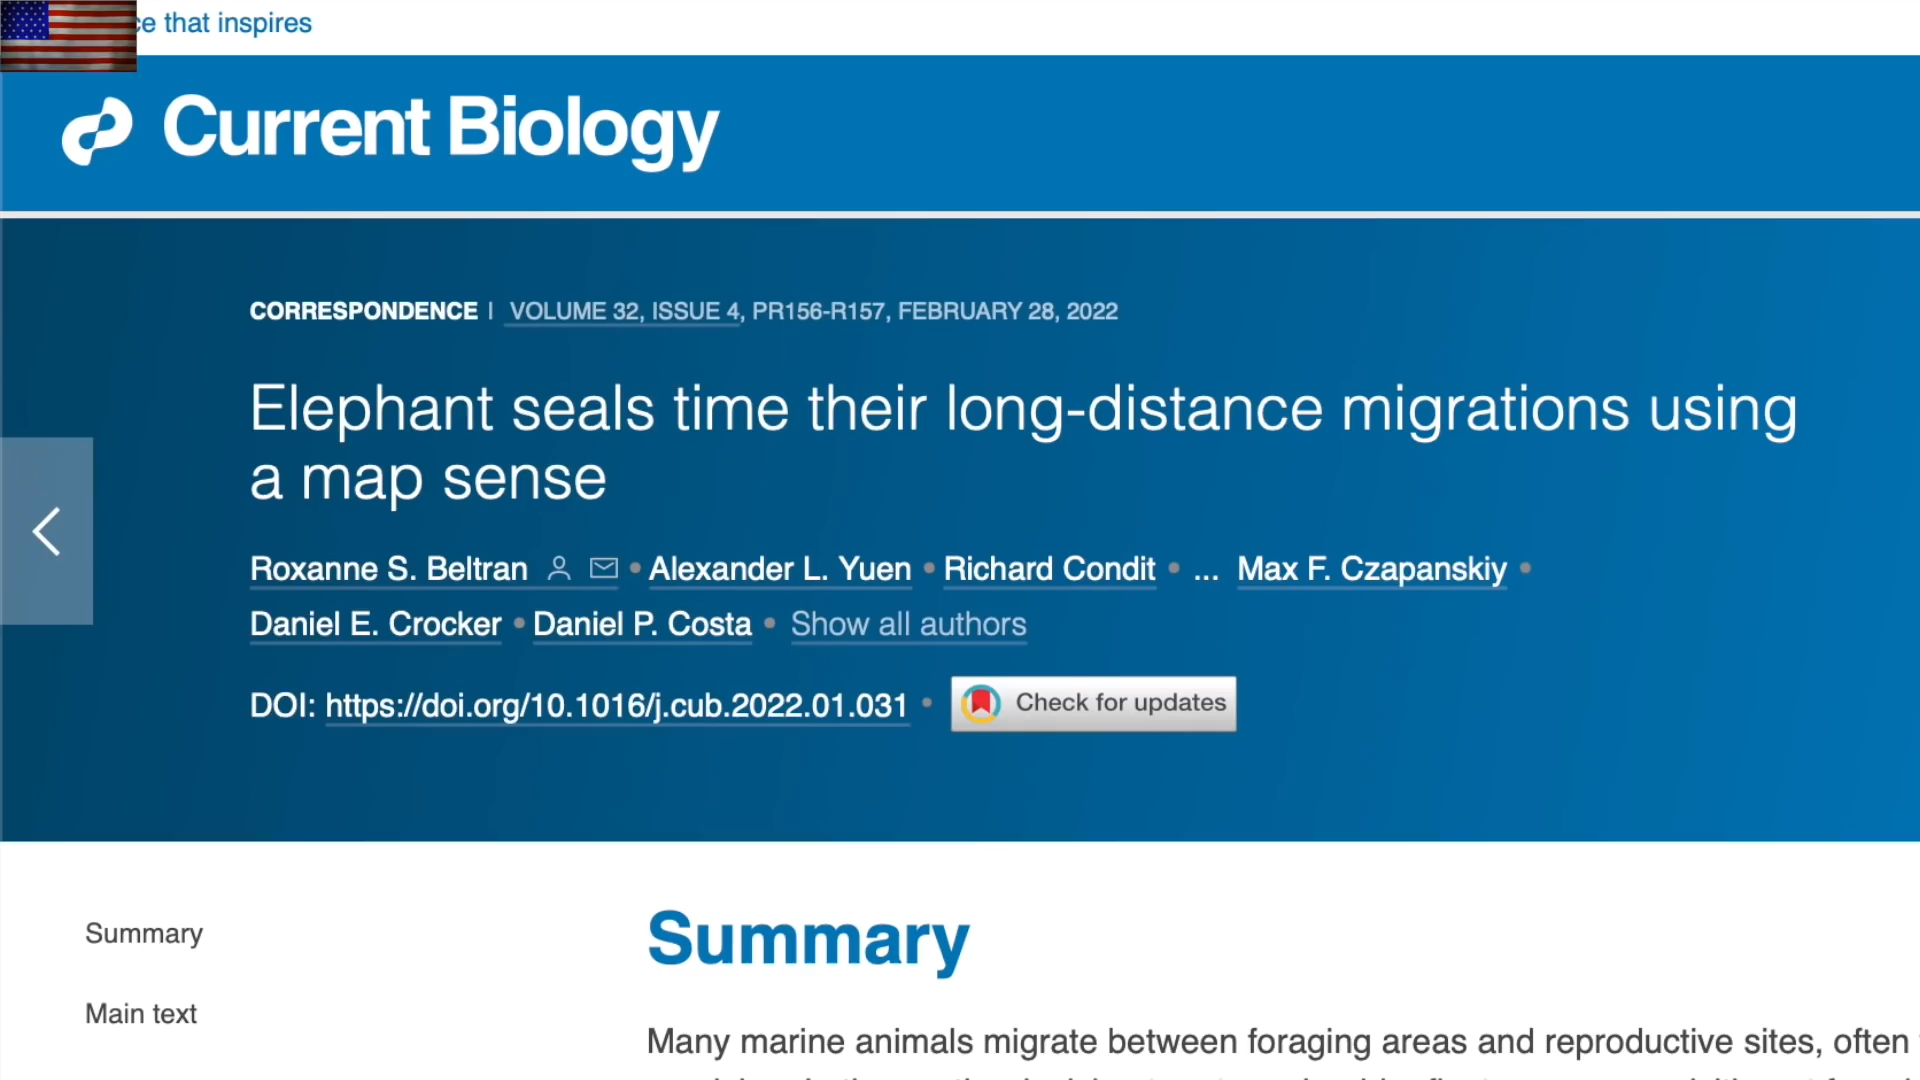 ce that inspires
Current Biology
CORRESPONDENCE | VOLUME 32, ISSUE 4, PR156-R157, FEBRUARY 28, 2022
Elephant seals time their long-distance migrations using
a map sense
Roxanne S. Beltran • Alexander L. Yuen • Richard Condit • ... Max F. Czapanskiy •
Daniel E. Crocker • Daniel P. Costa • Show all authors
DOI: https://doi.org/10.1016/j.cub.2022.01.031 • Check for updates
Summary
Summary
Main text
Many marine animals migrate between foraging areas and reproductive sites, often